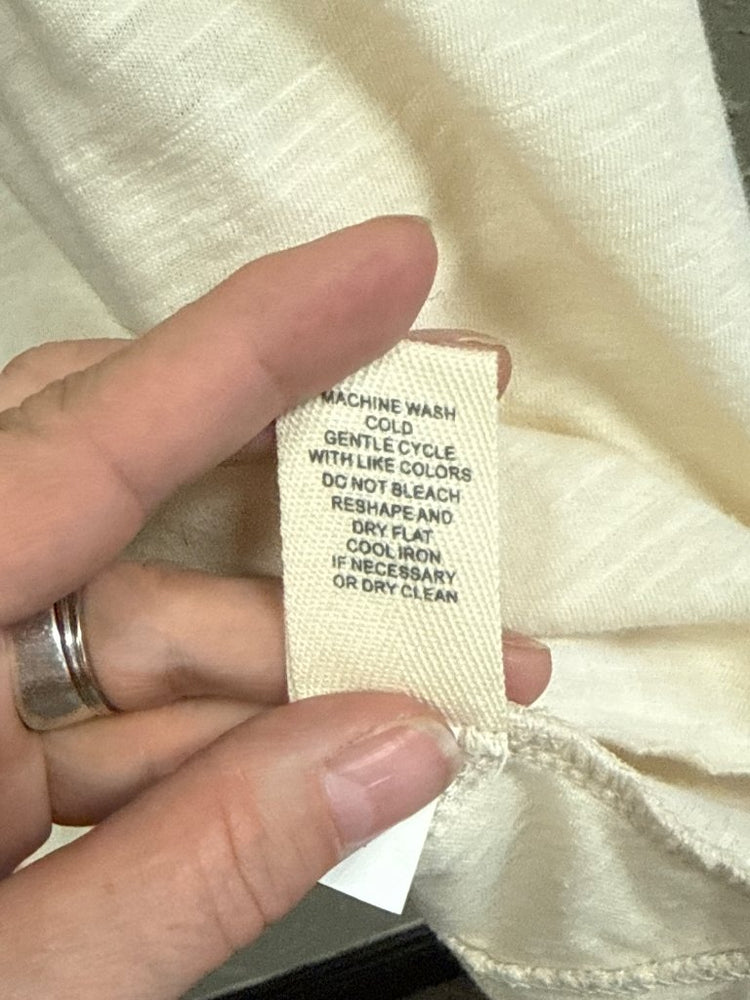 MACHINE WASH
COLD
GENTLE CYCLE
WITH LIKE COLORS
DO NOT BLEACH
RESHAPE AND
DRY FLAT
COOL IRON
IF NECESSARY
OR DRY CLEAN